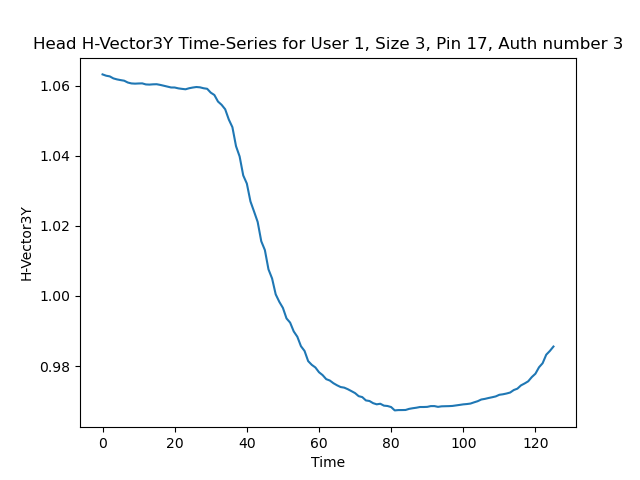 Head H-Vector3Y Time-Series for User 1, Size 3, Pin 17, Auth number 3
1.06
1.04
1.02
1.00
0.98
H-Vector3Y
0 20 40 60 80 100 120
Time